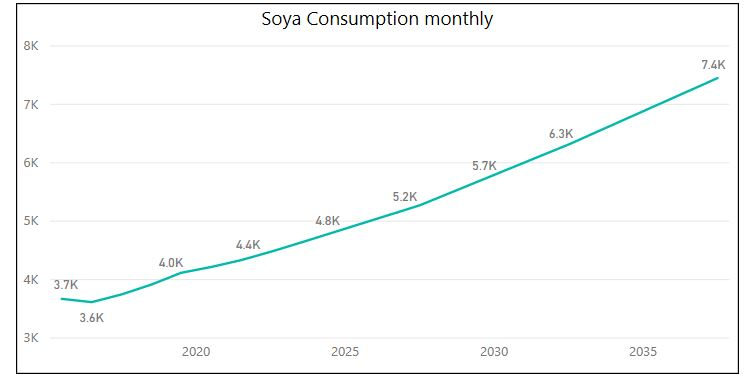 Soya Consumption monthly
8K
7.4K
7K
6.3K
6K
5.7K
5.2K
5K
4.8K
4.4K
4.0K
4K
3.7K
3.6K
3K
2020 2025 2030 2035